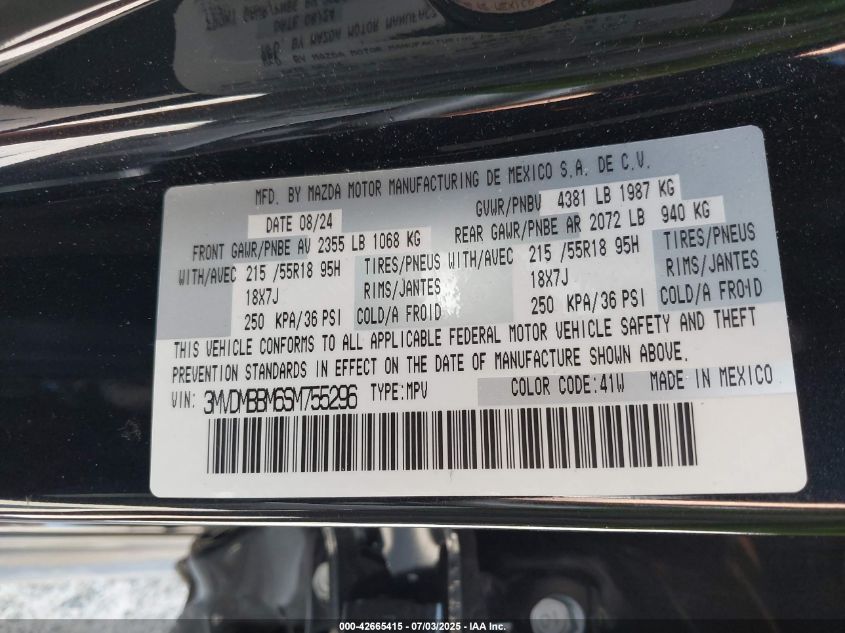 MFD. BY MAZDA MOTOR MANUFACTURING DE MEXICO S.A. DE C.V.
DATE 08/24 GVWR/PNBV 4381 LB 1987 KG
FRONT GAWR/PNBE AV 2355 LB 1068 KG REAR GAWR/PNBE AR 2072 LB 940 KG
WITH/AVEC 215 /55R18 95H TIRES/PNEUS WITH/AVEC 215 /55R18 95H TIRES/PNEUS
18X7J RIMS/JANTES 18X7J RIMS/JANTES
250 KPA/36 PSI COLD/A FROID 250 KPA/36 PSI COLD/A FROID
THIS VEHICLE CONFORMS TO ALL APPLICABLE FEDERAL MOTOR VEHICLE SAFETY AND THEFT
PREVENTION STANDARDS IN EFFECT ON THE DATE OF MANUFACTURE SHOWN ABOVE.
VIN: 3MVDMBBM6SM755296 TYPE:MPV COLOR CODE:41W MADE IN MEXICO
000-42665415 - 07/03/2025 - IAA Inc.